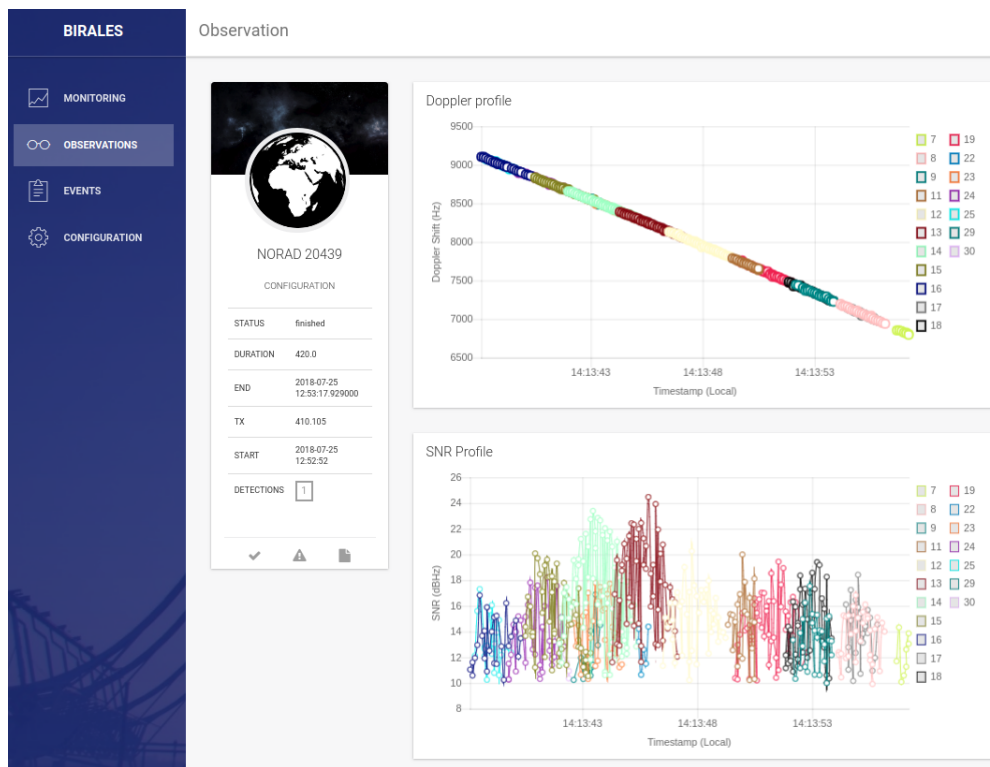 BIRALES
Observation
MONITORING
OBSERVATIONS
EVENTS
CONFIGURATION
NORAD 20439
CONFIGURATION
STATUS finished
DURATION 420.0
END 2018-07-25
12:53:17.929000
TX 410.105
START 2018-07-25
12:52:52
DETECTIONS 1
Doppler profile
9500
9000
8500
8000
7500
7000
6500
Doppler Shift (Hz)
14:13:43 14:13:48 14:13:53
Timestamp (Local)
7 19
8 22
9 23
11 24
12 25
13 29
14 30
15
16
17
18
SNR Profile
26
24
22
20
18
16
14
12
10
8
SNR (dBHz)
14:13:43 14:13:48 14:13:53
Timestamp (Local)
7 19
8 22
9 23
11 24
12 25
13 29
14 30
15
16
17
18